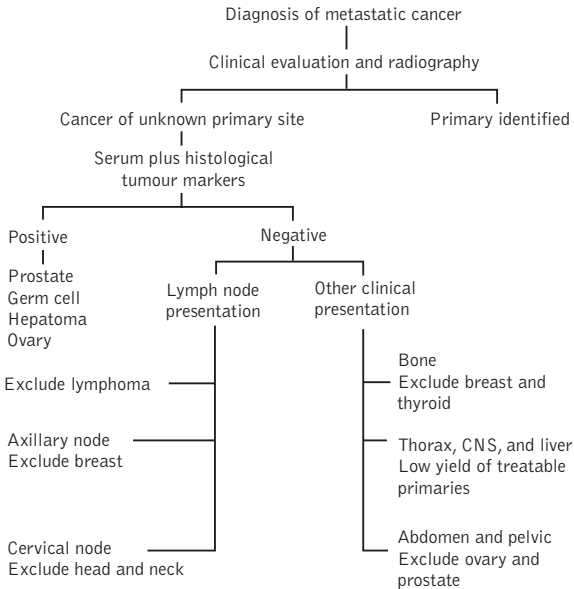 Diagnosis of metastatic cancer
Clinical evaluation and radiography
Cancer of unknown primary site
Primary identified
Serum plus histological
tumour markers
Positive
Negative
Prostate
Germ cell
Hepatoma
Ovary
Lymph node
presentation
Other clinical
presentation
Exclude lymphoma
Axillary node
Exclude breast
Cervical node
Exclude head and neck
Bone
Exclude breast and
thyroid
Thorax, CNS, and liver
Low yield of treatable
primaries
Abdomen and pelvic
Exclude ovary and
prostate